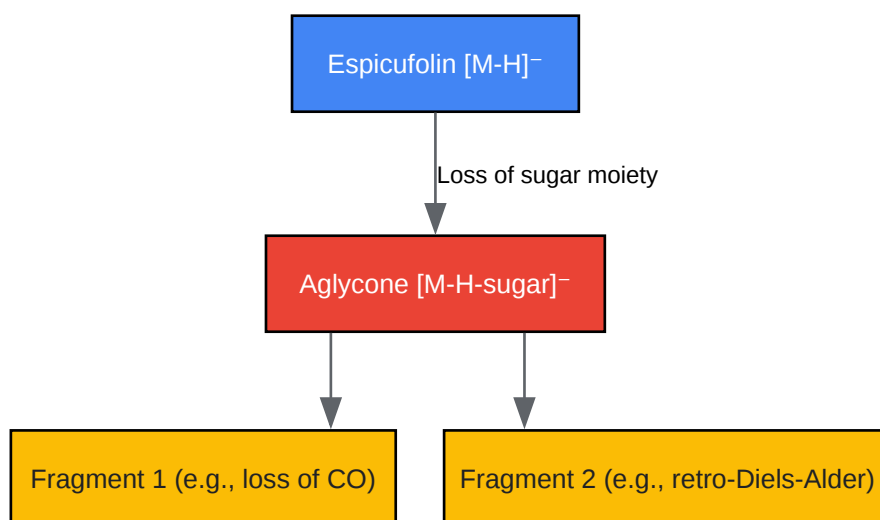 Espicufolin [M-H]⁻
Loss of sugar moiety
Aglycone [M-H-sugar]⁻
Fragment 1 (e.g., loss of CO)
Fragment 2 (e.g., retro-Diels-Alder)